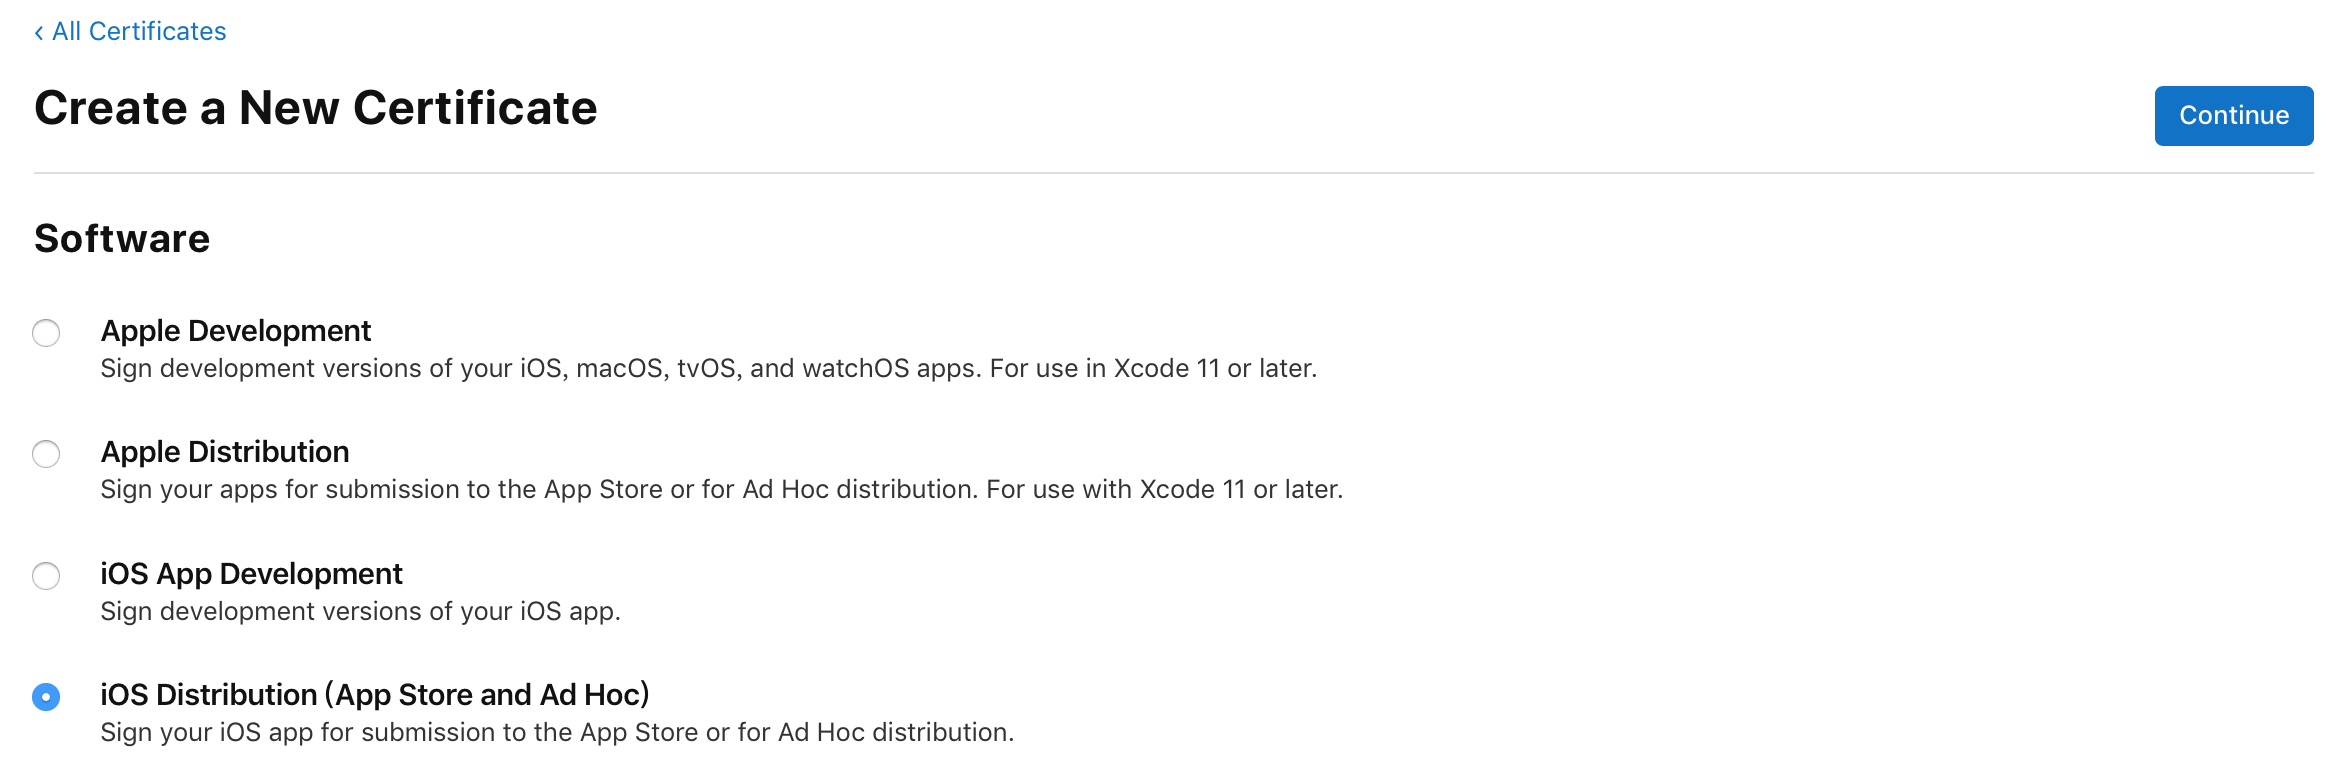 ‹ All Certificates
Create a New Certificate
Continue
Software
Apple Development
Sign development versions of your iOS, macOS, tvOS, and watchOS apps. For use in Xcode 11 or later.
Apple Distribution
Sign your apps for submission to the App Store or for Ad Hoc distribution. For use with Xcode 11 or later.
iOS App Development
Sign development versions of your iOS app.
iOS Distribution (App Store and Ad Hoc)
Sign your iOS app for submission to the App Store or for Ad Hoc distribution.